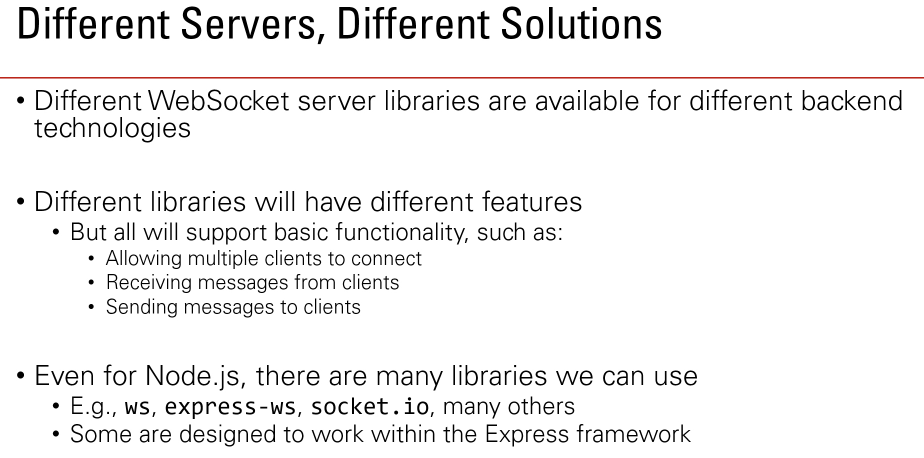 Different Servers, Different Solutions
• Different WebSocket server libraries are available for different backend
technologies
• Different libraries will have different features
• But all will support basic functionality, such as:
• Allowing multiple clients to connect
• Receiving messages from clients
• Sending messages to clients
• Even for Node.js, there are many libraries we can use
• E.g., ws, express-ws, socket.io, many others
• Some are designed to work within the Express framework